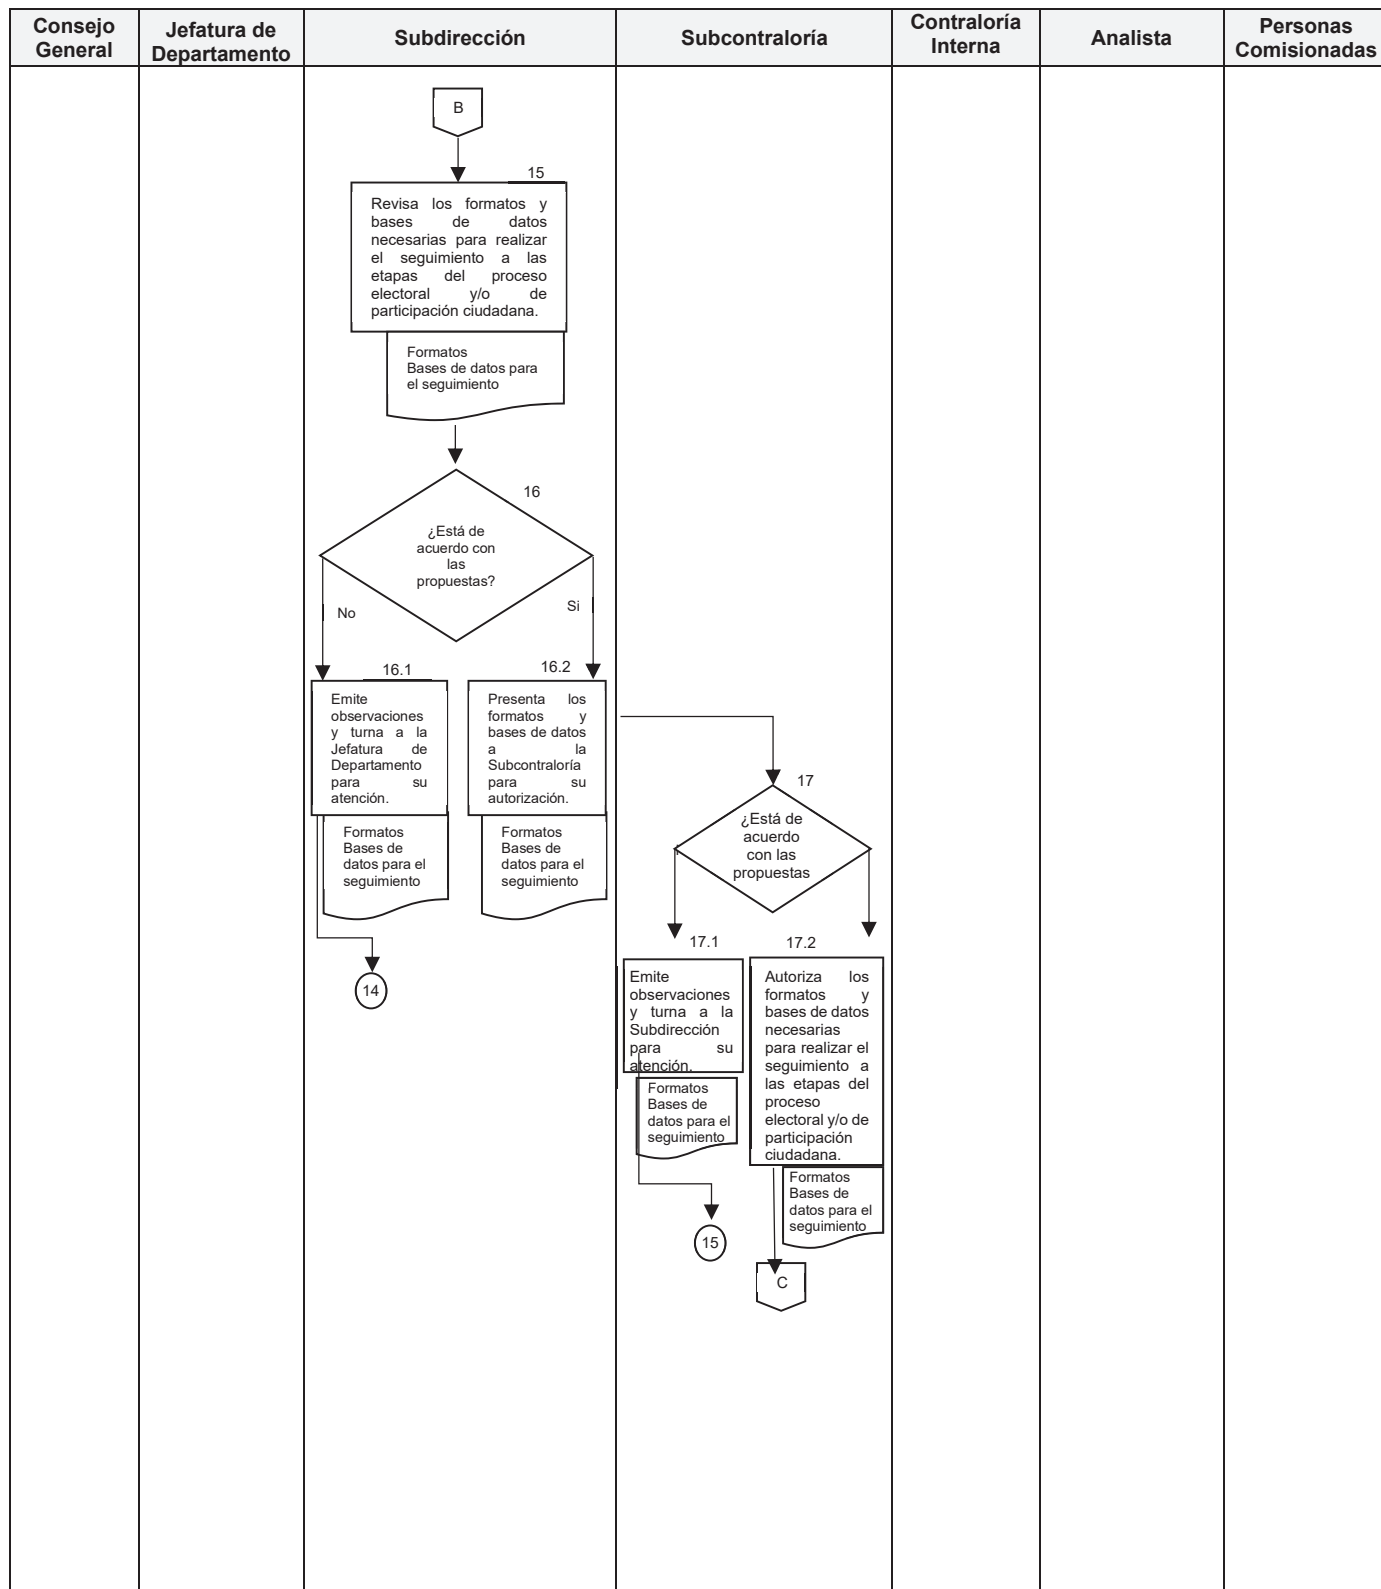 Consejo
General
Jefatura de
Departamento
Subdirección
Subcontraloría
Contraloría
Interna
Analista
Personas
Comisionadas
B
15
Revisa los formatos y
bases de datos
necesarias para realizar
el seguimiento a las
etapas del proceso
electoral y/o de
participación ciudadana.
Formatos
Bases de datos para
el seguimiento
16
¿Está de
acuerdo con
las
propuestas?
No
Si
16.1
Emite
observaciones
y turna a la
Jefatura de
Departamento
para su
atención.
Formatos
Bases de
datos para el
seguimiento
14
16.2
Presenta los
formatos y
bases de datos
a la
Subcontraloría
para su
autorización.
Formatos
Bases de
datos para el
seguimiento
17
¿Está de
acuerdo
con las
propuestas
17.1
Emite
observaciones
y turna a la
Subdirección
para su
atención.
Formatos
Bases de
datos para el
seguimiento
15
17.2
Autoriza los
formatos y
bases de datos
necesarias
para realizar el
seguimiento a
las etapas del
proceso
electoral y/o de
participación
ciudadana.
Formatos
Bases de
datos para el
seguimiento
C